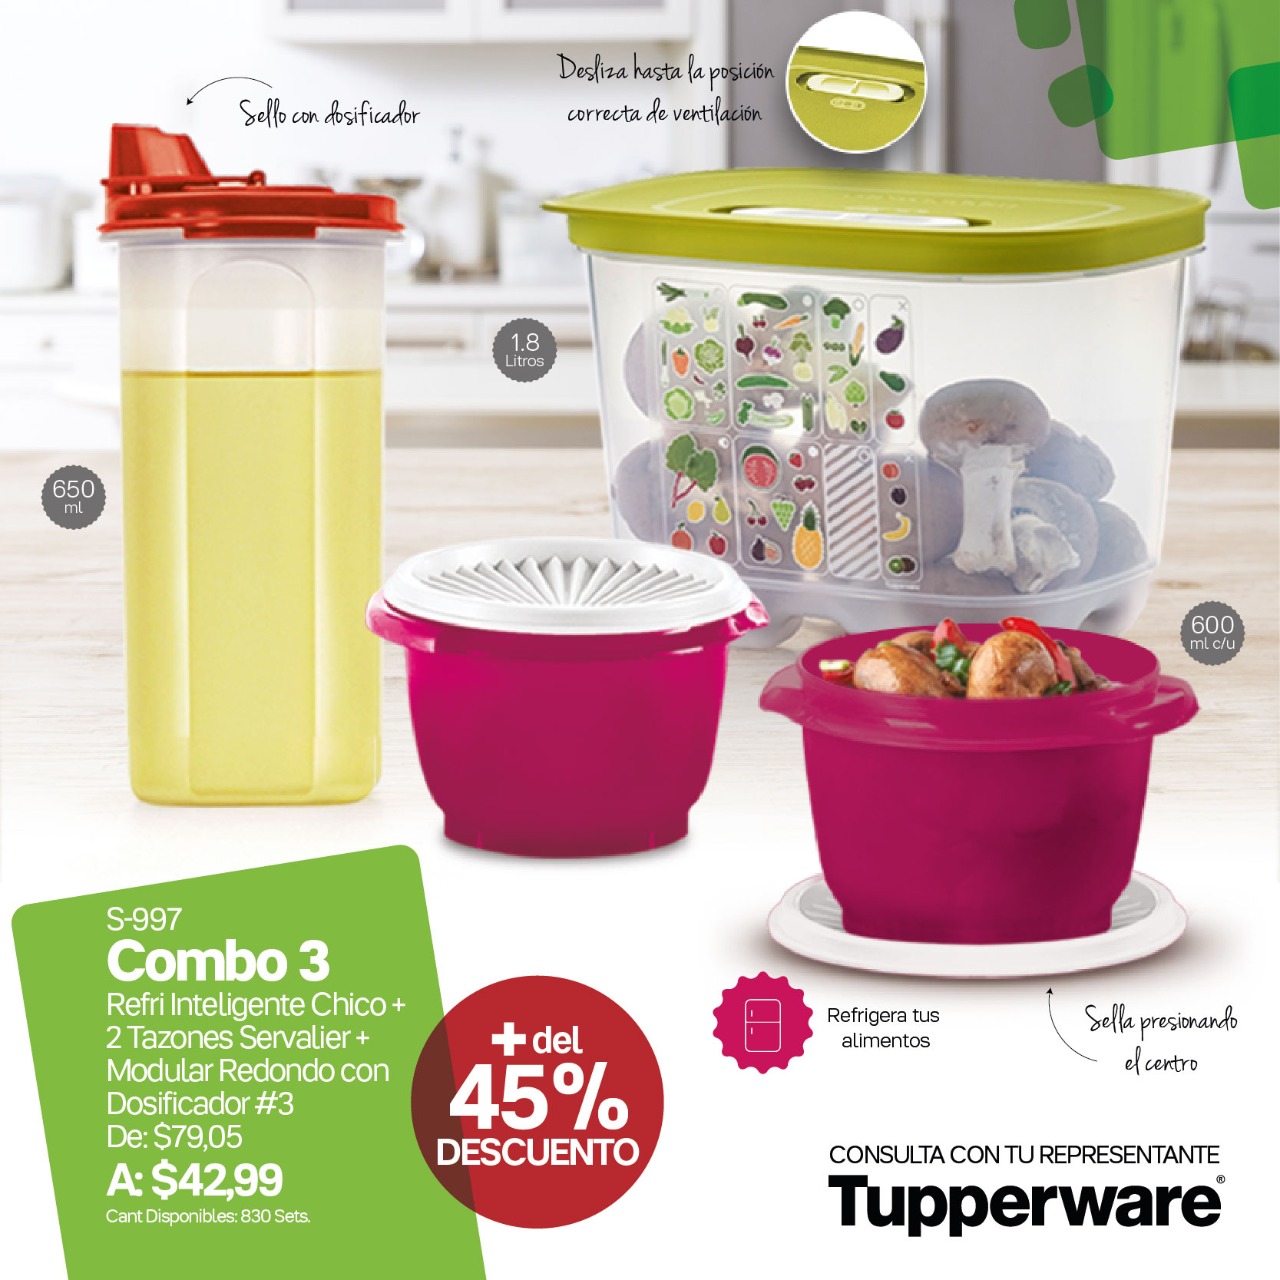 Desliza hasta la posición
correcta de ventilación
Sello con dosificador
1.8
Litros
650
ml
600
ml c/u
S-997
Combo 3
Refri Inteligente Chico +
2 Tazones Servalier +
Modular Redondo con
Dosificador #3
De: $79,05
A: $42,99
Cant Disponibles: 830 Sets.
+ del
45%
DESCUENTO
Refrigera tus
alimentos
Sella presionando
el centro
CONSULTA CON TU REPRESENTANTE
Tupperware®